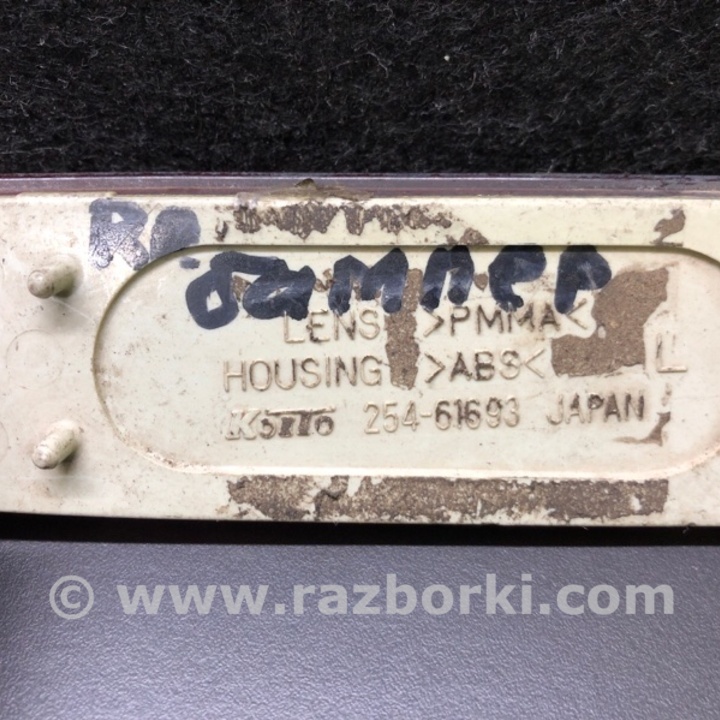 бампер
LENS >PMMA<
HOUSING >ABS< L
KOITO 254-61693 JAPAN
© www.razborki.com